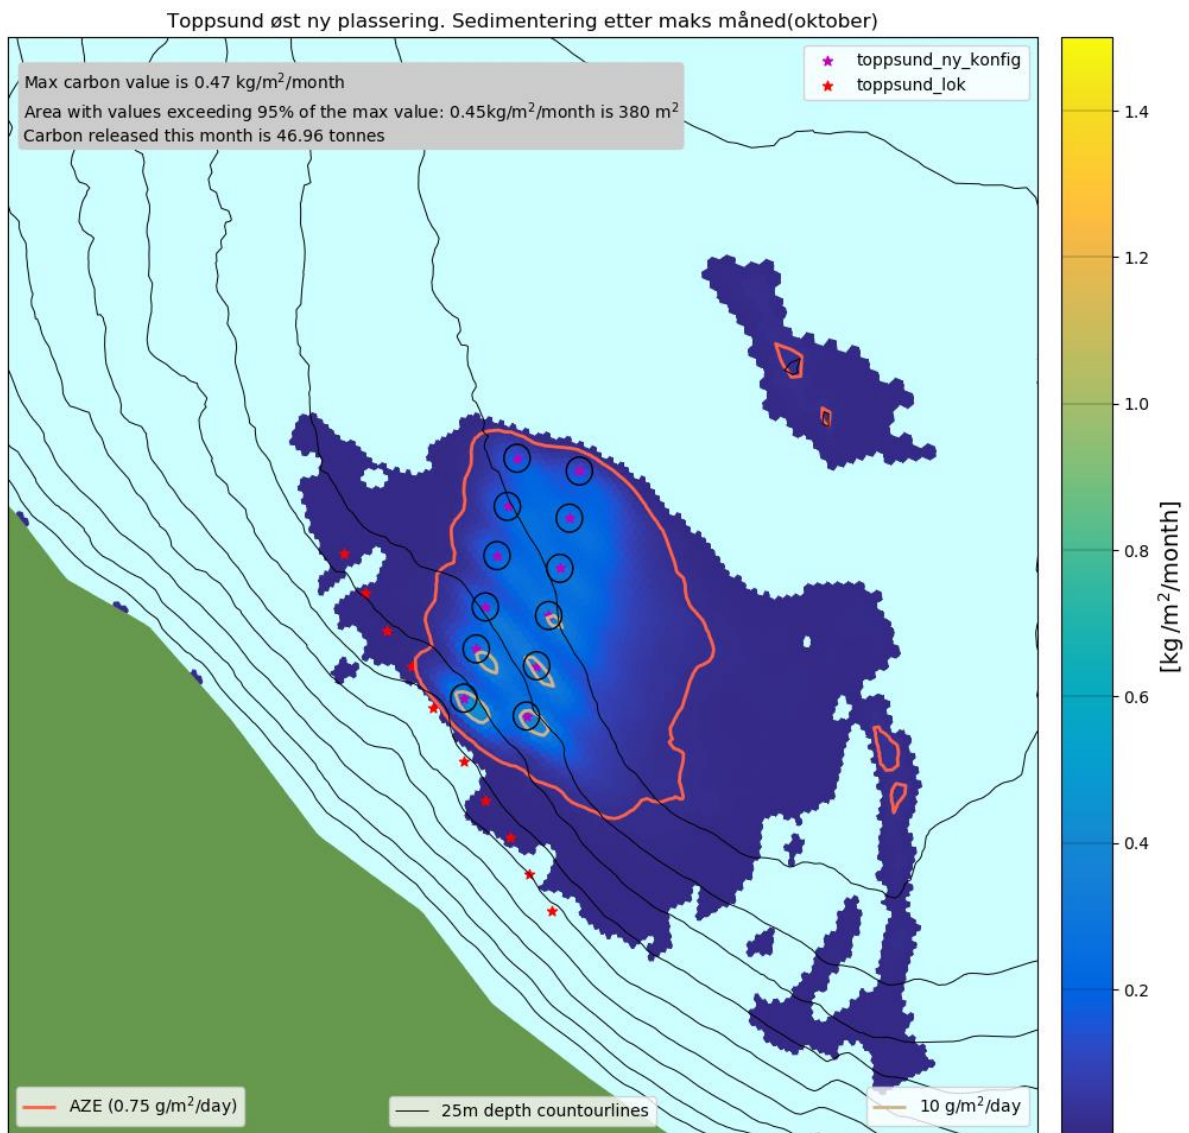 Toppsund øst ny plassering. Sedimentering etter maks måned(oktober)
Max carbon value is 0.47 kg/m²/month
Area with values exceeding 95% of the max value: 0.45kg/m²/month is 380 m²
Carbon released this month is 46.96 tonnes
toppsund_ny_konfig
toppsund_lok
1.4
1.2
1.0
0.8
0.6
0.4
0.2
[kg/m²/month]
AZE (0.75 g/m²/day)
25m depth countourlines
10 g/m²/day